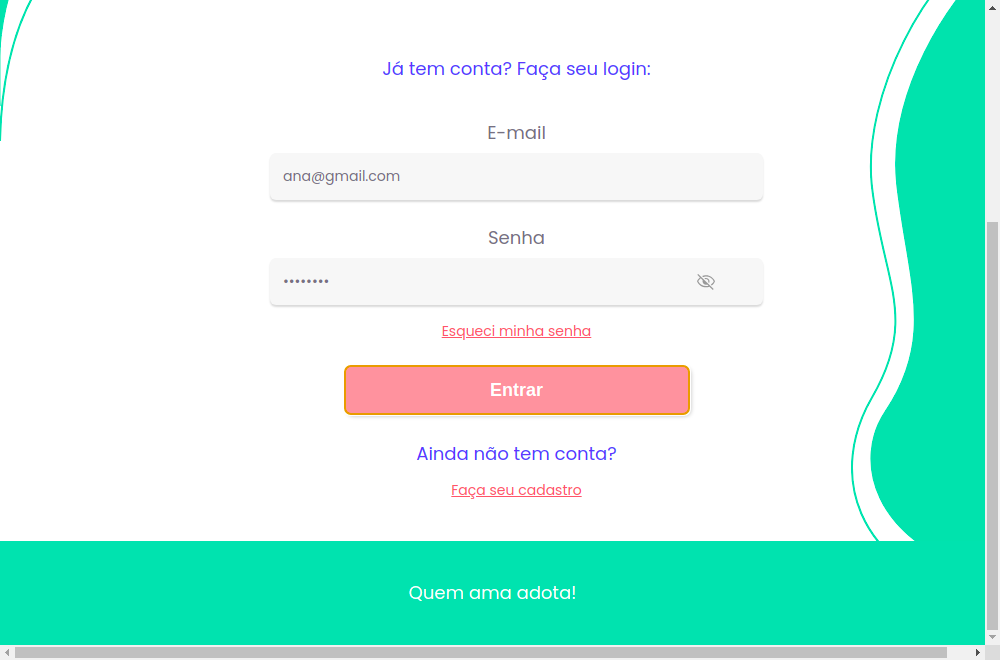 Já tem conta? Faça seu login:
E-mail
ana@gmail.com
Senha
••••••••
Esqueci minha senha
Entrar
Ainda não tem conta?
Faça seu cadastro
Quem ama adota!